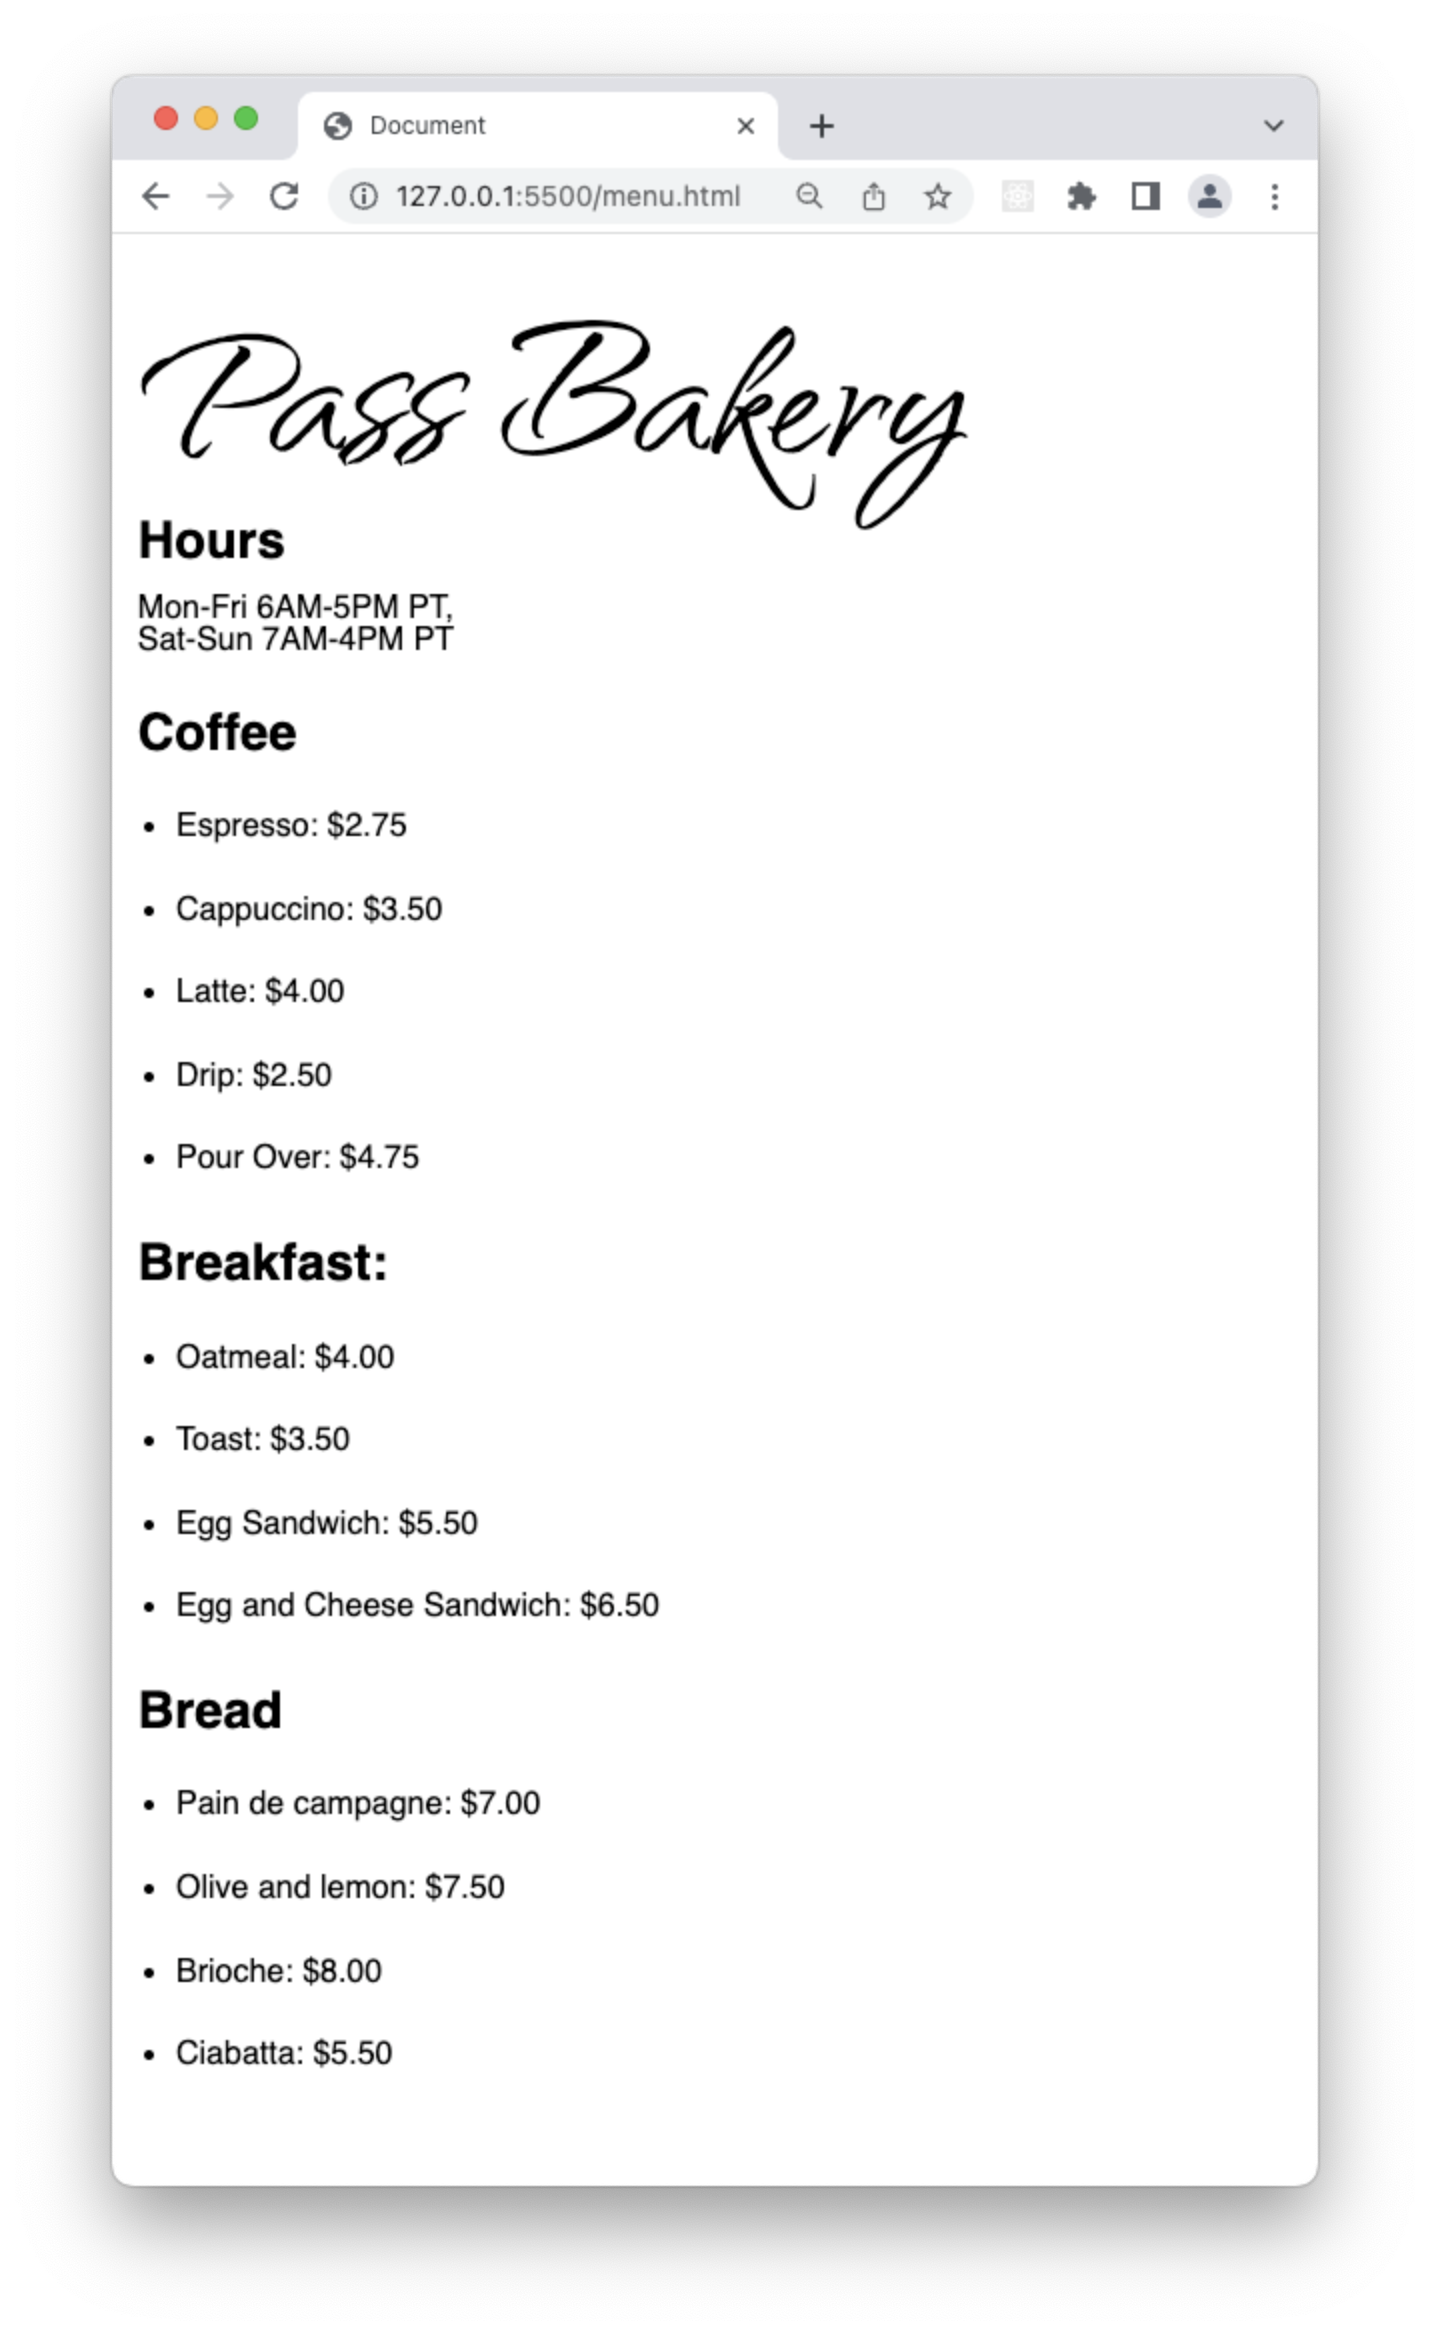 Document
127.0.0.1:5500/menu.html
Pass Bakery
Hours
Mon-Fri 6AM-5PM PT,
Sat-Sun 7AM-4PM PT
Coffee
• Espresso: $2.75
• Cappuccino: $3.50
• Latte: $4.00
• Drip: $2.50
• Pour Over: $4.75
Breakfast:
• Oatmeal: $4.00
• Toast: $3.50
• Egg Sandwich: $5.50
• Egg and Cheese Sandwich: $6.50
Bread
• Pain de campagne: $7.00
• Olive and lemon: $7.50
• Brioche: $8.00
• Ciabatta: $5.50